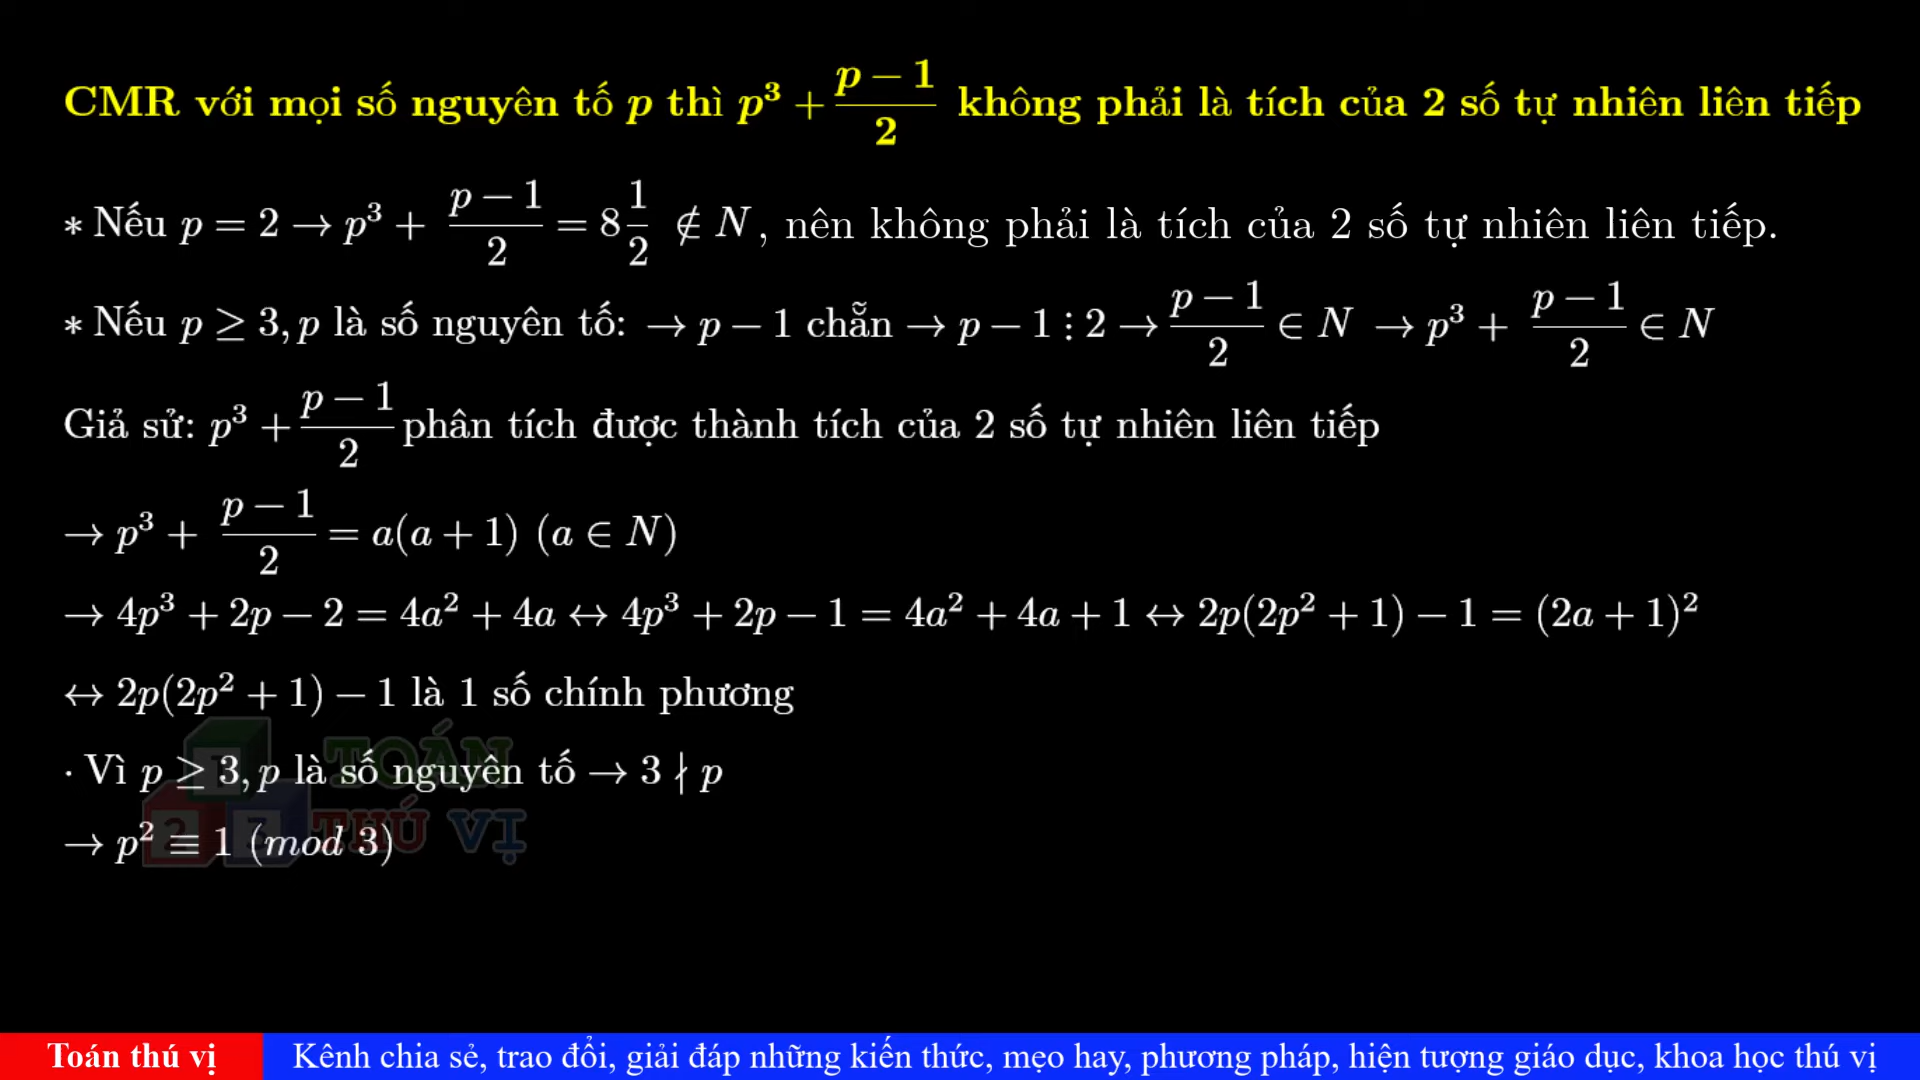 CMR với mọi số nguyên tố p thì p³ + (p − 1)/2 không phải là tích của 2 số tự nhiên liên tiếp
* Nếu p = 2 → p³ + (p − 1)/2 = 8 1/2 ∉ N, nên không phải là tích của 2 số tự nhiên liên tiếp.
* Nếu p ≥ 3, p là số nguyên tố: → p − 1 chẵn → p − 1 ⋮ 2 → (p − 1)/2 ∈ N → p³ + (p − 1)/2 ∈ N
Giả sử: p³ + (p − 1)/2 phân tích được thành tích của 2 số tự nhiên liên tiếp
→ p³ + (p − 1)/2 = a(a + 1) (a ∈ N)
→ 4p³ + 2p − 2 = 4a² + 4a ↔ 4p³ + 2p − 1 = 4a² + 4a + 1 ↔ 2p(2p² + 1) − 1 = (2a + 1)²
↔ 2p(2p² + 1) − 1 là 1 số chính phương
· Vì p ≥ 3, p là số nguyên tố → 3 ∤ p
→ p² ≡ 1 (mod 3)
1 TOÁN
2 3 THÚ VỊ
Toán thú vị Kênh chia sẻ, trao đổi, giải đáp những kiến thức, mẹo hay, phương pháp, hiện tượng giáo dục, khoa học thú vị